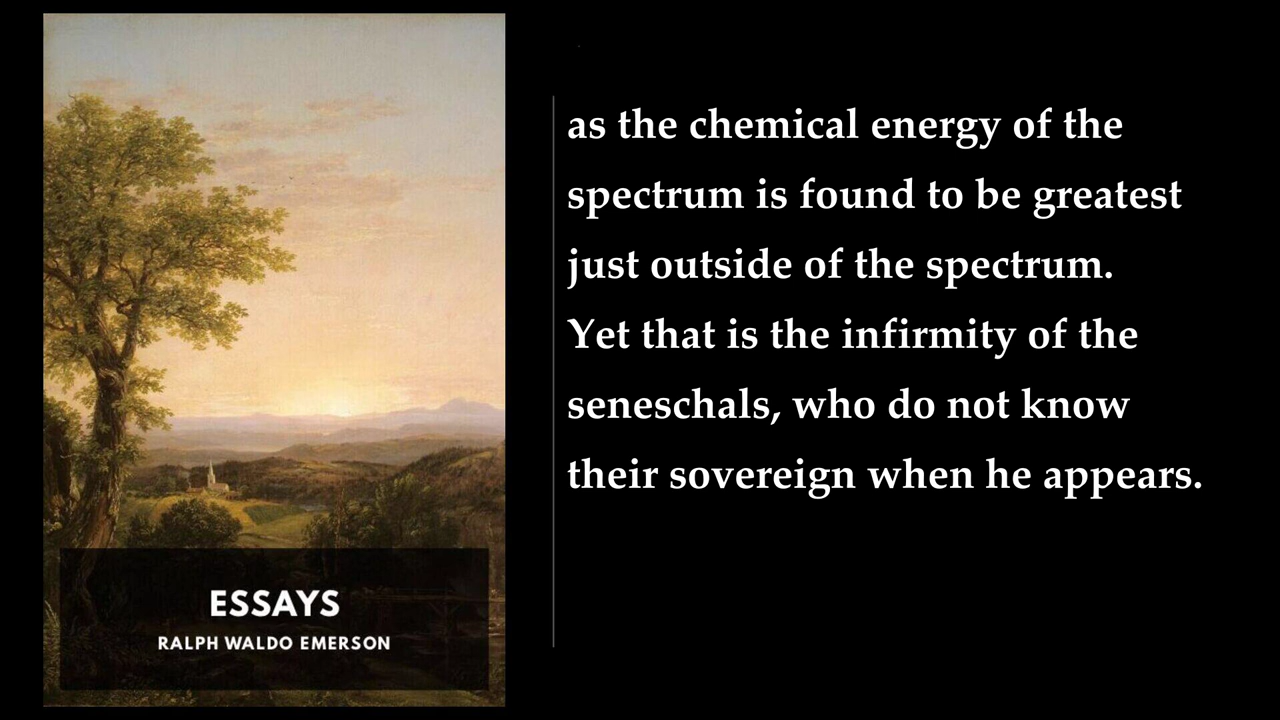 ESSAYS
RALPH WALDO EMERSON
as the chemical energy of the
spectrum is found to be greatest
just outside of the spectrum.
Yet that is the infirmity of the
seneschals, who do not know
their sovereign when he appears.